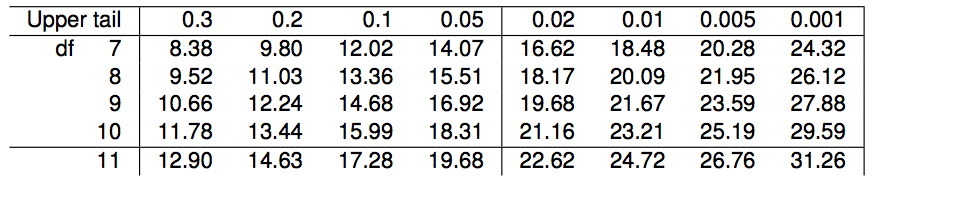 Upper tail 0.3 0.2 0.1 0.05 0.02 0.01 0.005 0.001
df 7 8.38 9.80 12.02 14.07 16.62 18.48 20.28 24.32
8 9.52 11.03 13.36 15.51 18.17 20.09 21.95 26.12
9 10.66 12.24 14.68 16.92 19.68 21.67 23.59 27.88
10 11.78 13.44 15.99 18.31 21.16 23.21 25.19 29.59
11 12.90 14.63 17.28 19.68 22.62 24.72 26.76 31.26